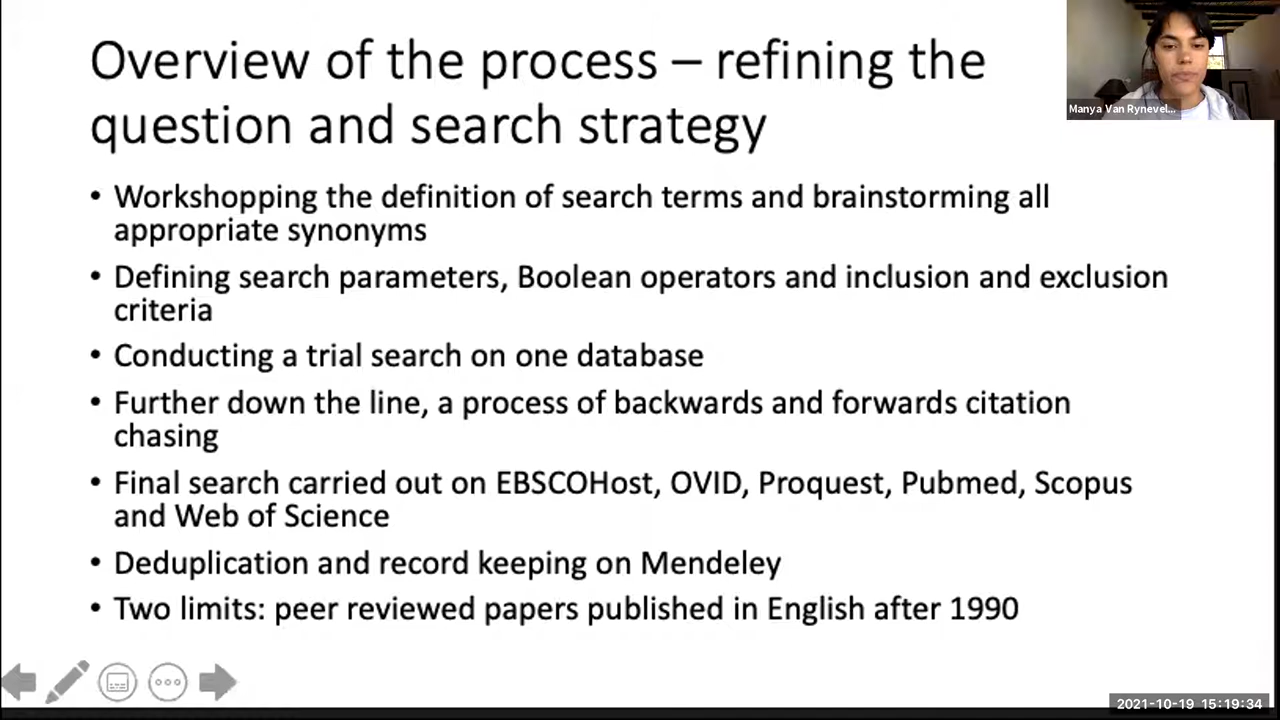 Overview of the process – refining the
question and search strategy
Manya Van Rynevel...
• Workshopping the definition of search terms and brainstorming all
appropriate synonyms
• Defining search parameters, Boolean operators and inclusion and exclusion
criteria
• Conducting a trial search on one database
• Further down the line, a process of backwards and forwards citation
chasing
• Final search carried out on EBSCOHost, OVID, Proquest, Pubmed, Scopus
and Web of Science
• Deduplication and record keeping on Mendeley
• Two limits: peer reviewed papers published in English after 1990
2021-10-19 15:19:34